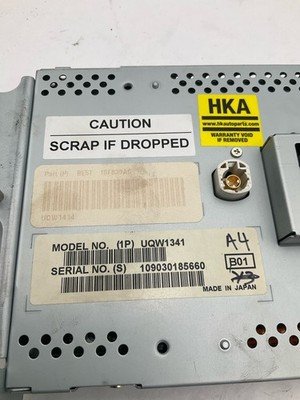 HKA
www.hkautoparts.com
WARRANTY VOID
IF REMOVED
CAUTION
SCRAP IF DROPPED
UQW1414
MODEL NO. (1P) UQW1341
SERIAL NO. (S) 109030185660
A4
B01
MADE IN JAPAN